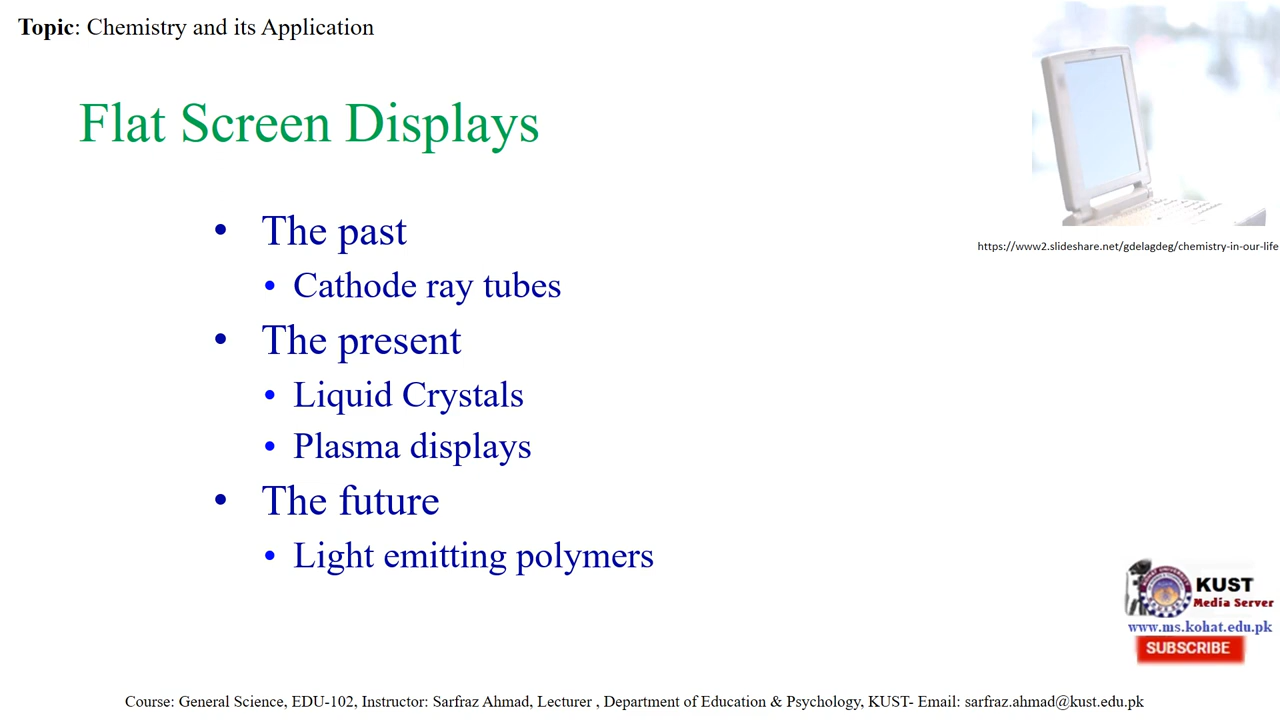 Topic: Chemistry and its Application
Flat Screen Displays
• The past
• Cathode ray tubes
• The present
• Liquid Crystals
• Plasma displays
• The future
• Light emitting polymers
https://www2.slideshare.net/gdelagdeg/chemistry-in-our-life
KUST
Media Server
www.ms.kohat.edu.pk
SUBSCRIBE
Course: General Science, EDU-102, Instructor: Sarfraz Ahmad, Lecturer , Department of Education & Psychology, KUST- Email: sarfraz.ahmad@kust.edu.pk